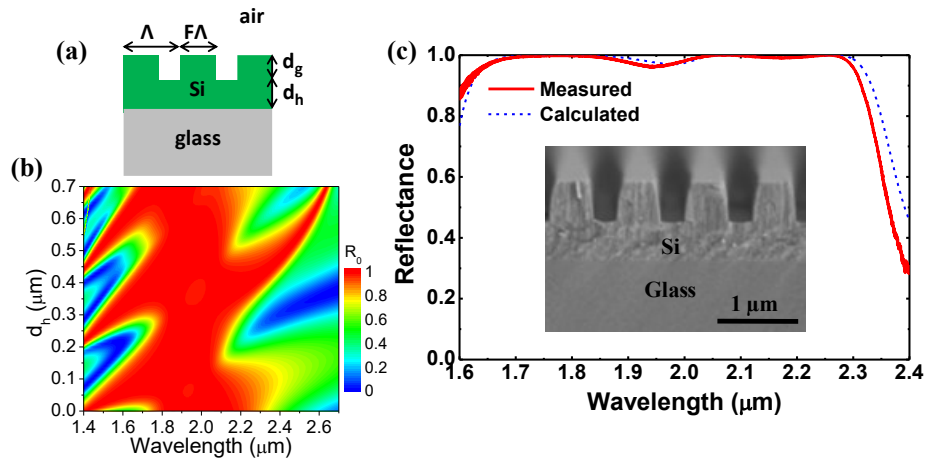 (a)
air
Λ
FΛ
d_g
Si
d_h
glass
(b)
0.7
0.6
0.5
0.4
0.3
0.2
0.1
0.0
d_h (μm)
1.4 1.6 1.8 2.0 2.2 2.4 2.6
Wavelength (μm)
R_0
1
0.8
0.6
0.4
0.2
0
(c)
1.0
0.8
0.6
0.4
0.2
0.0
Reflectance
Measured
Calculated
Si
Glass
1 μm
1.6 1.7 1.8 1.9 2.0 2.1 2.2 2.3 2.4
Wavelength (μm)